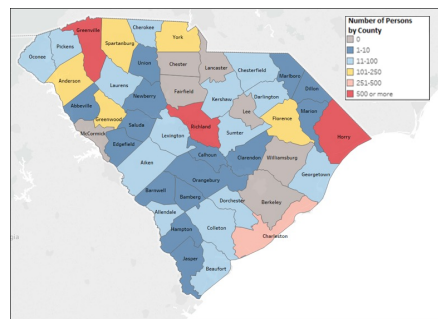 Number of Persons
by County
0
1-10
11-100
101-250
251-500
500 or more
Cherokee
Greenville
York
Spartanburg
Pickens
Oconee
Union
Chester
Lancaster
Chesterfield
Marlboro
Anderson
Laurens
Fairfield
Kershaw
Darlington
Dillon
Newberry
Abbeville
Lee
Marion
Greenwood
Florence
Saluda
Richland
Horry
McCormick
Lexington
Sumter
Edgefield
Calhoun
Clarendon
Williamsburg
Aiken
Georgetown
Orangeburg
Barnwell
Bamberg
Berkeley
Dorchester
Allendale
Colleton
Hampton
Charleston
Jasper
Beaufort